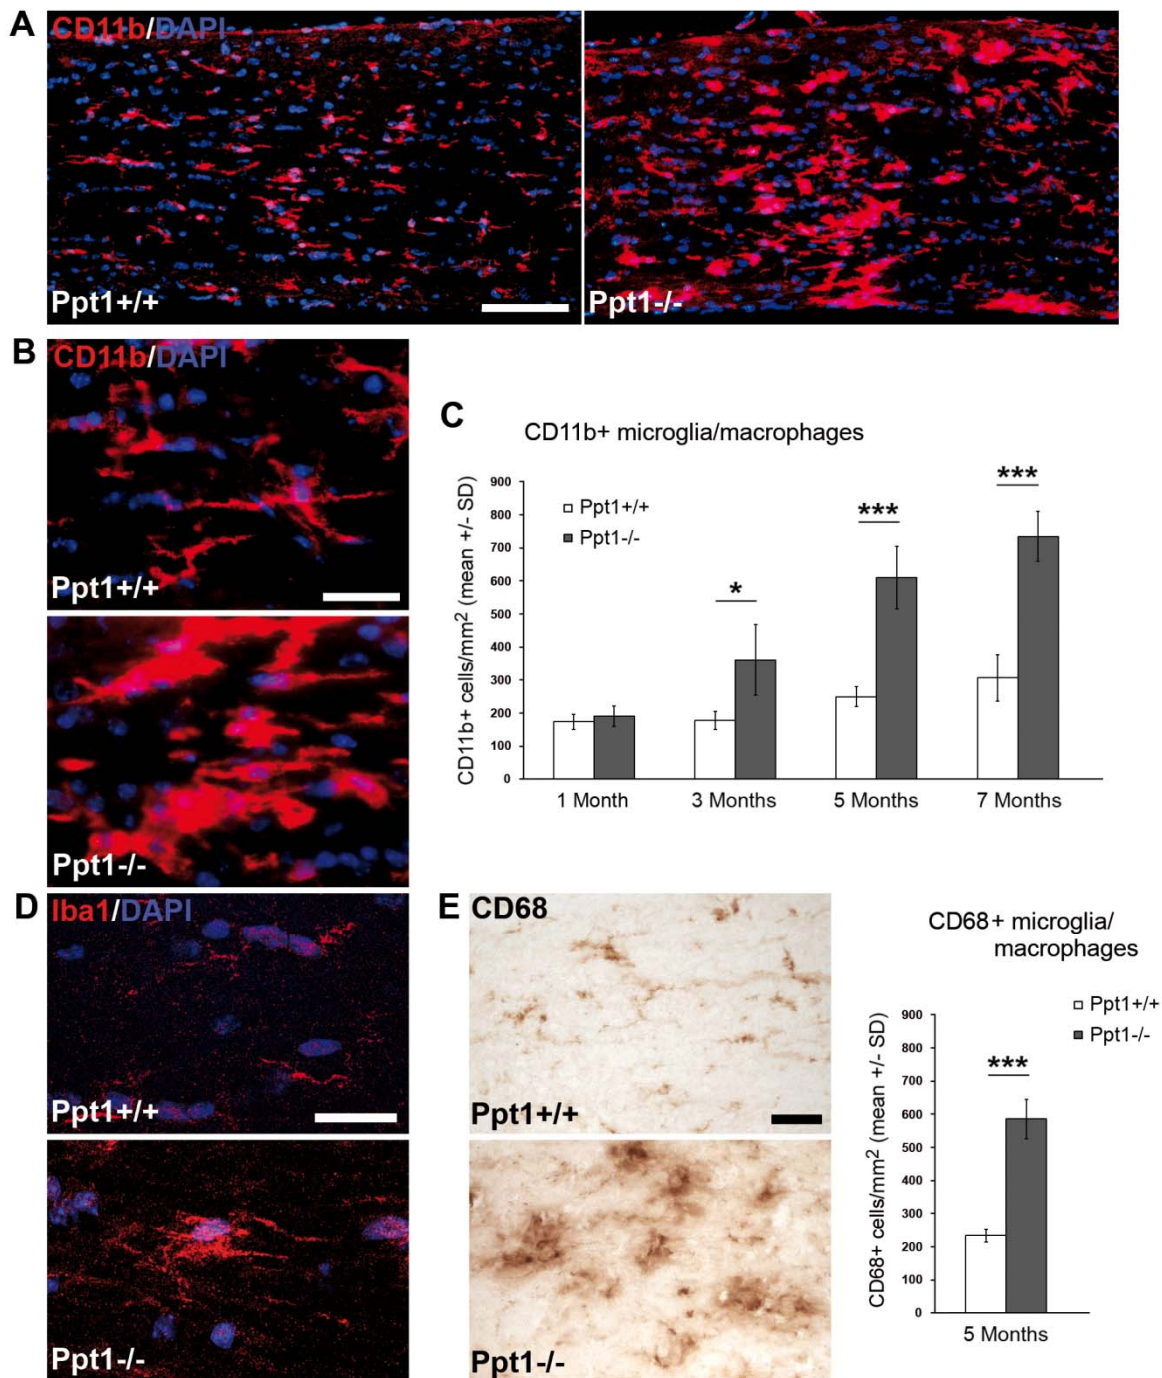 A
CD11b/DAPI
Ppt1+/+
Ppt1-/-
B
CD11b/DAPI
Ppt1+/+
Ppt1-/-
C
CD11b+ microglia/macrophages
CD11b+ cells/mm² (mean +/- SD)
900
800
700
600
500
400
300
200
100
0
Ppt1+/+
Ppt1-/-
*
***
***
1 Month
3 Months
5 Months
7 Months
D
Iba1/DAPI
Ppt1+/+
Ppt1-/-
E
CD68
Ppt1+/+
Ppt1-/-
CD68+ microglia/
macrophages
Ppt1+/+
Ppt1-/-
CD68+ cells/mm² (mean +/- SD)
900
800
700
600
500
400
300
200
100
0
***
5 Months